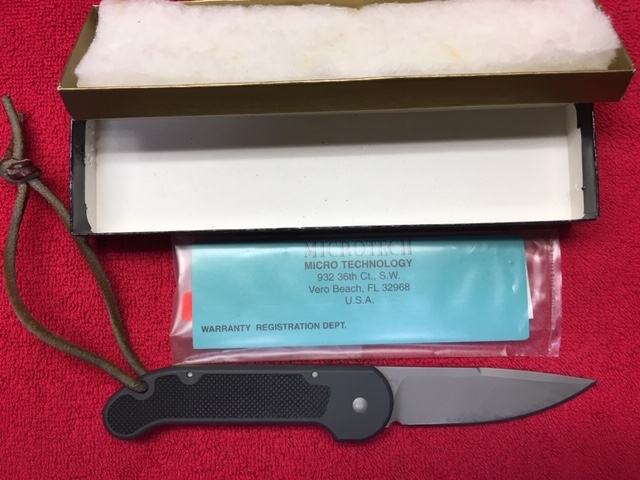 MICROTECH
MICRO TECHNOLOGY
932 36th Ct., S.W.
Vero Beach, FL 32968
U.S.A.
WARRANTY REGISTRATION DEPT.